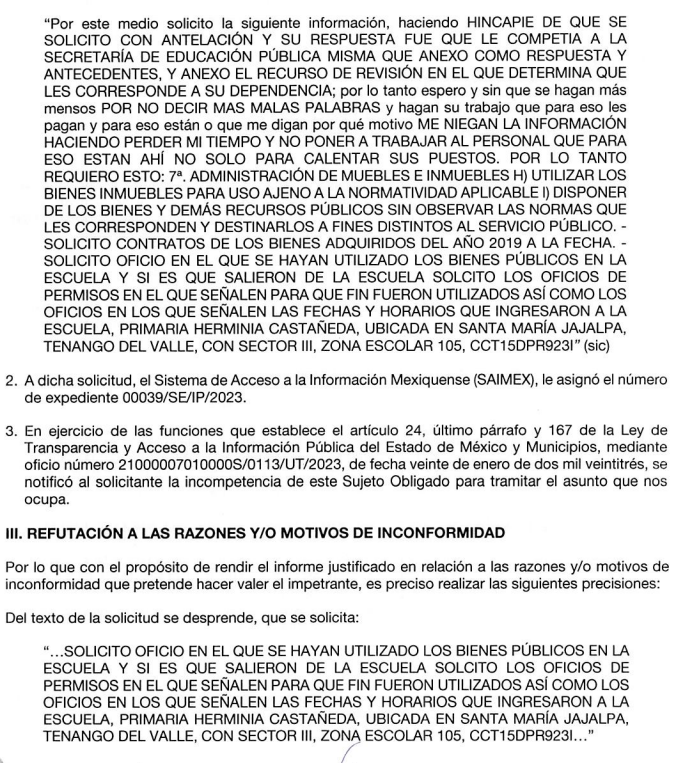 “Por este medio solicito la siguiente información, haciendo HINCAPIE DE QUE SE
SOLICITO CON ANTELACIÓN Y SU RESPUESTA FUE QUE LE COMPETIA A LA
SECRETARÍA DE EDUCACIÓN PÚBLICA MISMA QUE ANEXO COMO RESPUESTA Y
ANTECEDENTES, Y ANEXO EL RECURSO DE REVISIÓN EN EL QUE DETERMINA QUE
LES CORRESPONDE A SU DEPENDENCIA; por lo tanto espero y sin que se hagan más
mensos POR NO DECIR MAS MALAS PALABRAS y hagan su trabajo que para eso les
pagan y para eso están o que me digan por qué motivo ME NIEGAN LA INFORMACIÓN
HACIENDO PERDER MI TIEMPO Y NO PONER A TRABAJAR AL PERSONAL QUE PARA
ESO ESTAN AHÍ NO SOLO PARA CALENTAR SUS PUESTOS. POR LO TANTO
REQUIERO ESTO: 7ª. ADMINISTRACIÓN DE MUEBLES E INMUEBLES H) UTILIZAR LOS
BIENES INMUEBLES PARA USO AJENO A LA NORMATIVIDAD APLICABLE I) DISPONER
DE LOS BIENES Y DEMÁS RECURSOS PÚBLICOS SIN OBSERVAR LAS NORMAS QUE
LES CORRESPONDEN Y DESTINARLOS A FINES DISTINTOS AL SERVICIO PÚBLICO. -
SOLICITO CONTRATOS DE LOS BIENES ADQUIRIDOS DEL AÑO 2019 A LA FECHA. -
SOLICITO OFICIO EN EL QUE SE HAYAN UTILIZADO LOS BIENES PÚBLICOS EN LA
ESCUELA Y SI ES QUE SALIERON DE LA ESCUELA SOLCITO LOS OFICIOS DE
PERMISOS EN EL QUE SEÑALEN PARA QUE FIN FUERON UTILIZADOS ASÍ COMO LOS
OFICIOS EN LOS QUE SEÑALEN LAS FECHAS Y HORARIOS QUE INGRESARON A LA
ESCUELA, PRIMARIA HERMINIA CASTAÑEDA, UBICADA EN SANTA MARÍA JAJALPA,
TENANGO DEL VALLE, CON SECTOR III, ZONA ESCOLAR 105, CCT15DPR923I” (sic)
2. A dicha solicitud, el Sistema de Acceso a la Información Mexiquense (SAIMEX), le asignó el número
de expediente 00039/SE/IP/2023.
3. En ejercicio de las funciones que establece el artículo 24, último párrafo y 167 de la Ley de
Transparencia y Acceso a la Información Pública del Estado de México y Municipios, mediante
oficio número 21000007010000S/0113/UT/2023, de fecha veinte de enero de dos mil veintitrés, se
notificó al solicitante la incompetencia de este Sujeto Obligado para tramitar el asunto que nos
ocupa.
III. REFUTACIÓN A LAS RAZONES Y/O MOTIVOS DE INCONFORMIDAD
Por lo que con el propósito de rendir el informe justificado en relación a las razones y/o motivos de
inconformidad que pretende hacer valer el impetrante, es preciso realizar las siguientes precisiones:
Del texto de la solicitud se desprende, que se solicita:
“...SOLICITO OFICIO EN EL QUE SE HAYAN UTILIZADO LOS BIENES PÚBLICOS EN LA
ESCUELA Y SI ES QUE SALIERON DE LA ESCUELA SOLCITO LOS OFICIOS DE
PERMISOS EN EL QUE SEÑALEN PARA QUE FIN FUERON UTILIZADOS ASÍ COMO LOS
OFICIOS EN LOS QUE SEÑALEN LAS FECHAS Y HORARIOS QUE INGRESARON A LA
ESCUELA, PRIMARIA HERMINIA CASTAÑEDA, UBICADA EN SANTA MARÍA JAJALPA,
TENANGO DEL VALLE, CON SECTOR III, ZONA ESCOLAR 105, CCT15DPR923I...”